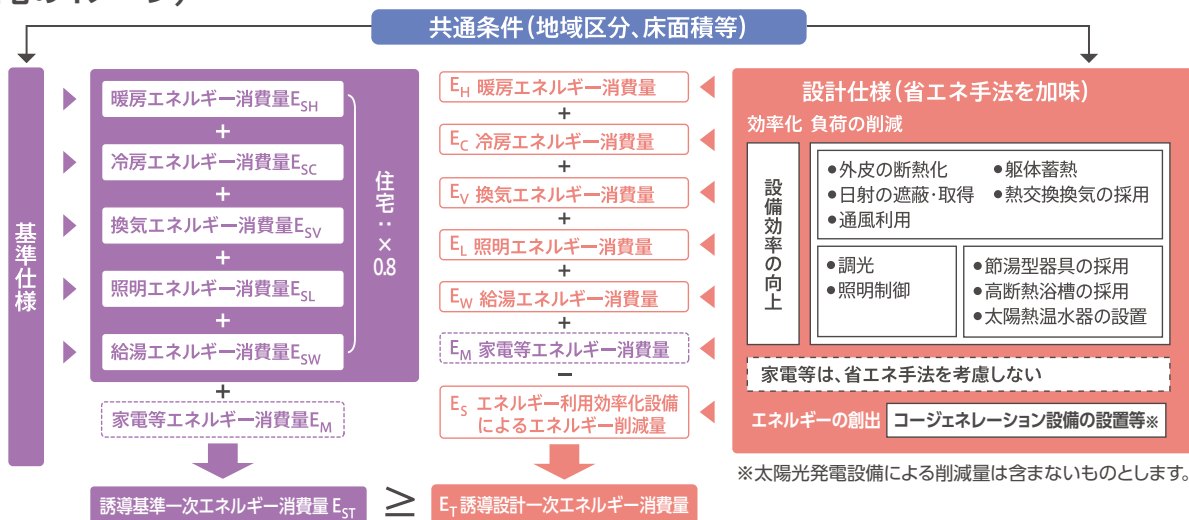 共通条件(地域区分、床面積等)
基準仕様
暖房エネルギー消費量ESH
+
冷房エネルギー消費量ESC
+
換気エネルギー消費量ESV
+
照明エネルギー消費量ESL
+
給湯エネルギー消費量ESW
住宅:×0.8
+
家電等エネルギー消費量EM
誘導基準一次エネルギー消費量 EST
≧
EH 暖房エネルギー消費量
+
EC 冷房エネルギー消費量
+
EV 換気エネルギー消費量
+
EL 照明エネルギー消費量
+
EW 給湯エネルギー消費量
+
EM 家電等エネルギー消費量
−
ES エネルギー利用効率化設備
によるエネルギー削減量
ET 誘導設計一次エネルギー消費量
設計仕様(省エネ手法を加味)
効率化 負荷の削減
設備効率の向上
●外皮の断熱化
●日射の遮蔽・取得
●通風利用
●躯体蓄熱
●熱交換換気の採用
●調光
●照明制御
●節湯型器具の採用
●高断熱浴槽の採用
●太陽熱温水器の設置
家電等は、省エネ手法を考慮しない
エネルギーの創出 コージェネレーション設備の設置等※
※太陽光発電設備による削減量は含まないものとします。